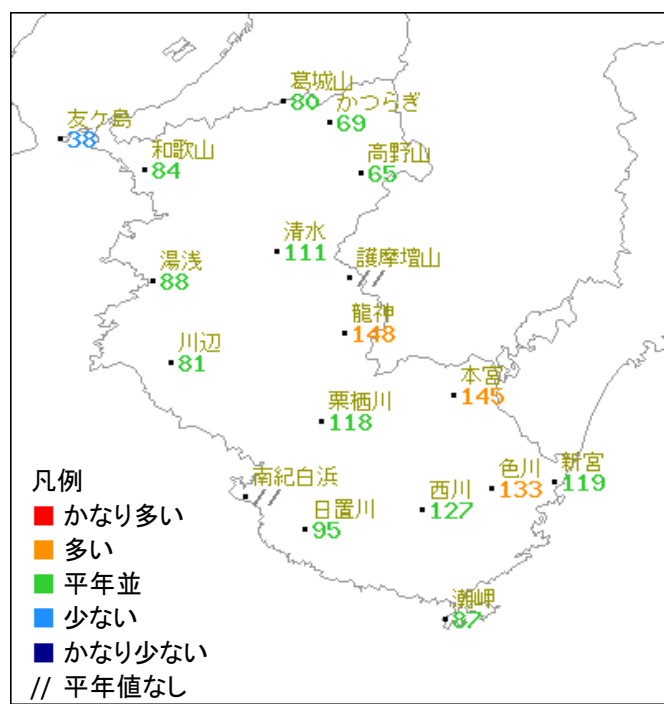 葛城山
80
かつらぎ
69
友ケ島
38
和歌山
84
高野山
65
清水
111
護摩壇山
//
湯浅
88
龍神
148
川辺
81
本宮
145
栗栖川
118
南紀白浜
//
日置川
95
西川
127
色川
133
新宮
119
潮岬
87
凡例
かなり多い
多い
平年並
少ない
かなり少ない
// 平年値なし